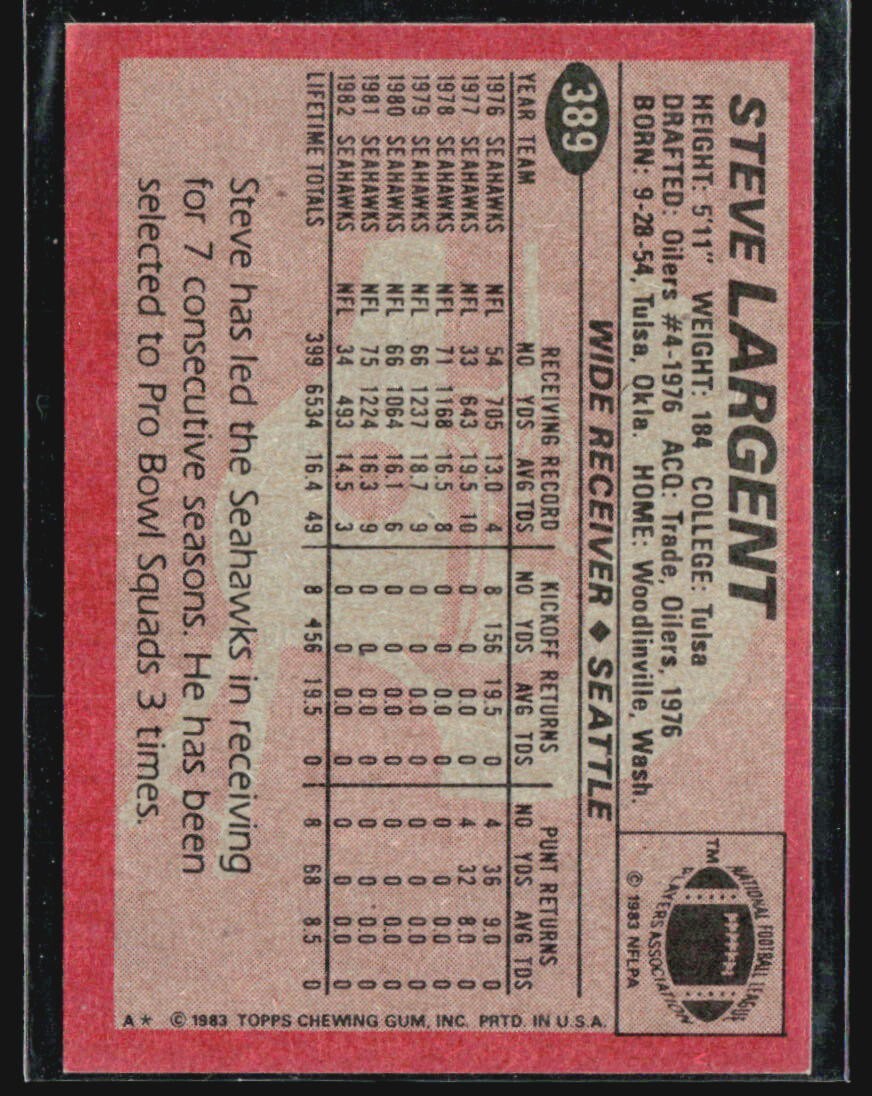 STEVE LARGENT
HEIGHT: 5'11" WEIGHT: 184 COLLEGE: Tulsa
DRAFTED: Oilers #4-1976 ACQ: Trade, Oilers, 1976
BORN: 9-28-54, Tulsa, Okla. HOME: Woodlinville, Wash.
TM
NATIONAL FOOTBALL LEAGUE
PLAYERS ASSOCIATION
© 1983 NFLPA
389
WIDE RECEIVER ◆ SEATTLE
RECEIVING RECORD KICKOFF RETURNS PUNT RETURNS
YEAR TEAM NO YDS AVG TDS NO YDS AVG TDS NO YDS AVG TDS
1976 SEAHAWKS NFL 54 705 13.0 4 8 156 19.5 0 4 36 9.0 0
1977 SEAHAWKS NFL 33 643 19.5 10 0 0 0.0 0 4 32 8.0 0
1978 SEAHAWKS NFL 71 1168 16.5 8 0 0 0.0 0 0 0 0.0 0
1979 SEAHAWKS NFL 66 1237 18.7 9 0 0 0.0 0 0 0 0.0 0
1980 SEAHAWKS NFL 66 1064 16.1 6 0 0 0.0 0 0 0 0.0 0
1981 SEAHAWKS NFL 75 1224 16.3 9 0 0 0.0 0 0 0 0.0 0
1982 SEAHAWKS NFL 34 493 14.5 3 0 0 0.0 0 0 0 0.0 0
LIFETIME TOTALS 399 6534 16.4 49 8 456 19.5 0 8 68 8.5 0
Steve has led the Seahawks in receiving
for 7 consecutive seasons. He has been
selected to Pro Bowl Squads 3 times.
A* © 1983 TOPPS CHEWING GUM, INC. PRTD. IN U.S.A.